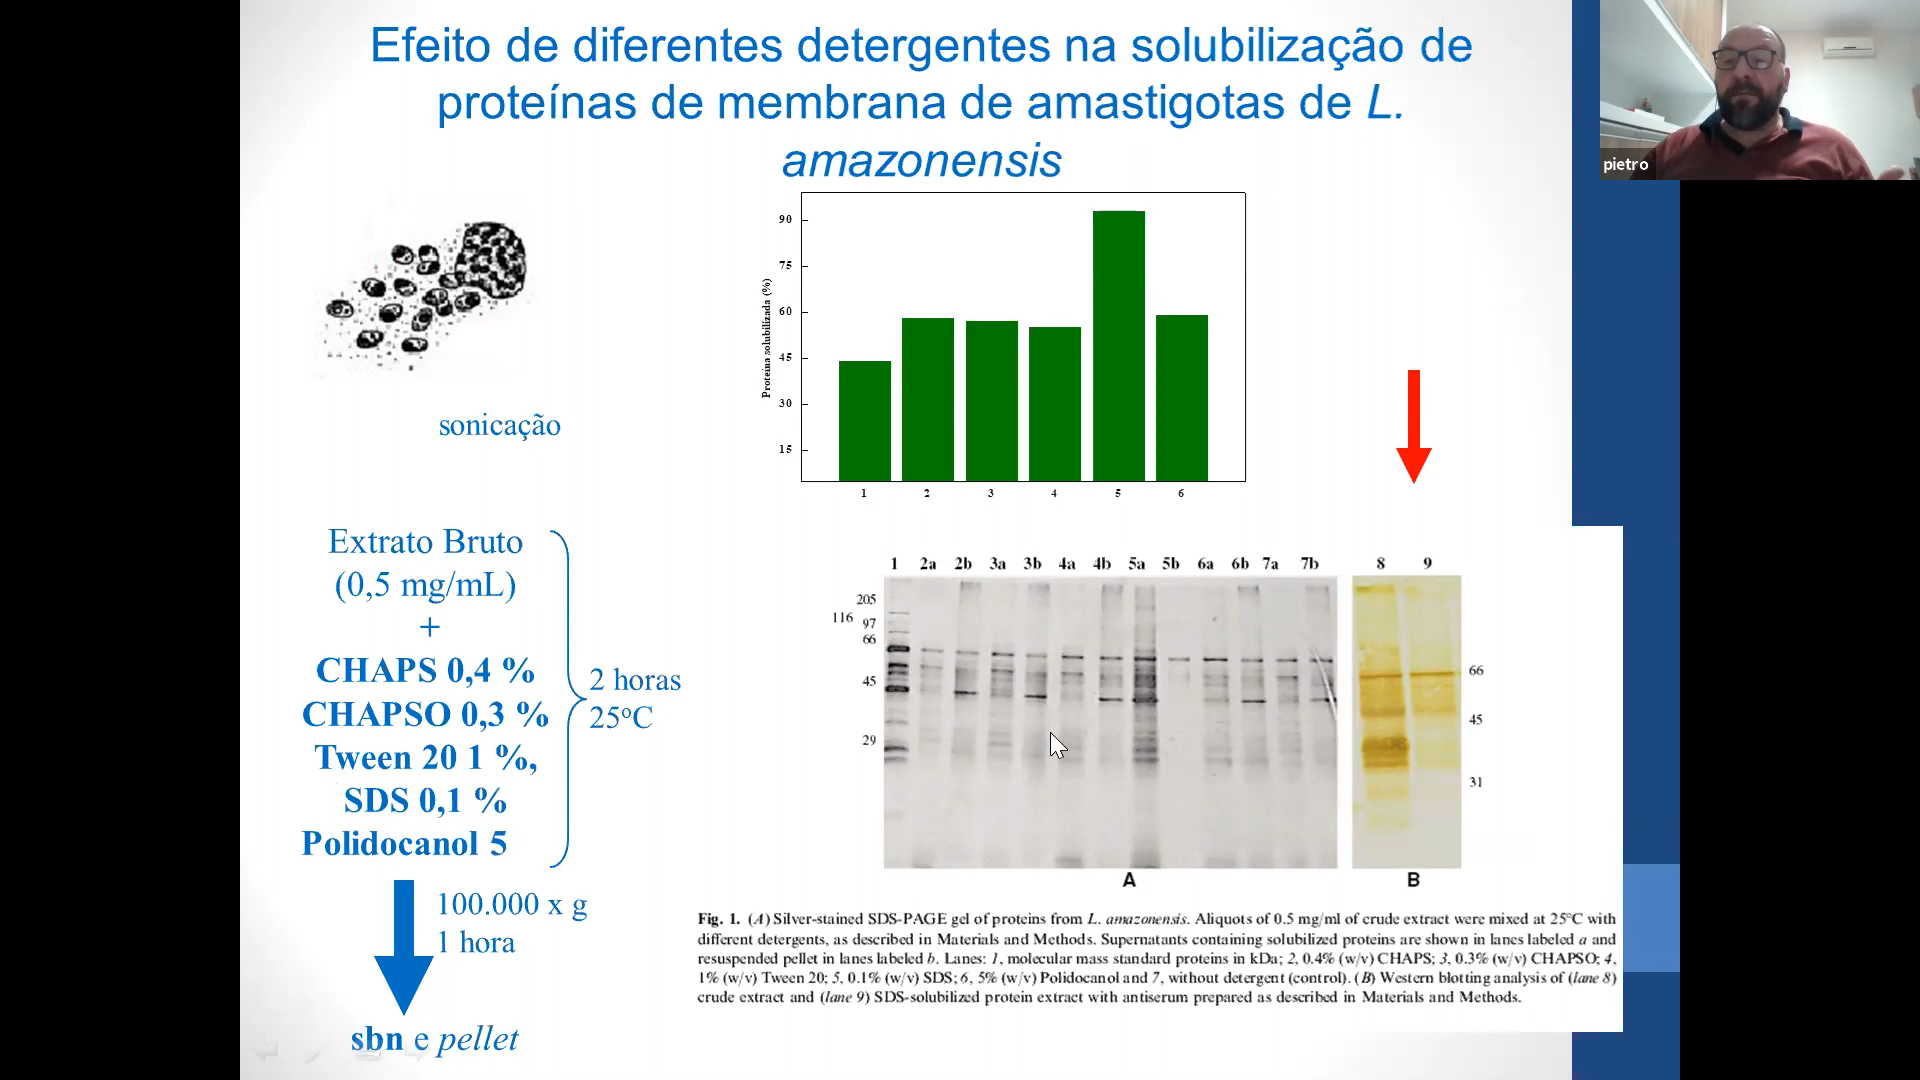 Efeito de diferentes detergentes na solubilização de
proteínas de membrana de amastigotas de L.
amazonensis
pietro
sonicação
Extrato Bruto
(0,5 mg/mL)
+
CHAPS 0,4 %
CHAPSO 0,3 %
Tween 20 1 %,
SDS 0,1 %
Polidocanol 5
2 horas
25ºC
100.000 x g
1 hora
sbn e pellet
Proteína solubilizada (%)
90
75
60
45
30
15
1 2 3 4 5 6
1 2a 2b 3a 3b 4a 4b 5a 5b 6a 6b 7a 7b
205
116
97
66
45
29
A
8 9
66
45
31
B
Fig. 1. (A) Silver-stained SDS-PAGE gel of proteins from L. amazonensis. Aliquots of 0.5 mg/ml of crude extract were mixed at 25°C with
different detergents, as described in Materials and Methods. Supernatants containing solubilized proteins are shown in lanes labeled a and
resuspended pellet in lanes labeled b. Lanes: 1, molecular mass standard proteins in kDa; 2, 0.4% (w/v) CHAPS; 3, 0.3% (w/v) CHAPSO; 4,
1% (w/v) Tween 20; 5, 0.1% (w/v) SDS; 6, 5% (w/v) Polidocanol and 7, without detergent (control). (B) Western blotting analysis of (lane 8)
crude extract and (lane 9) SDS-solubilized protein extract with antiserum prepared as described in Materials and Methods.